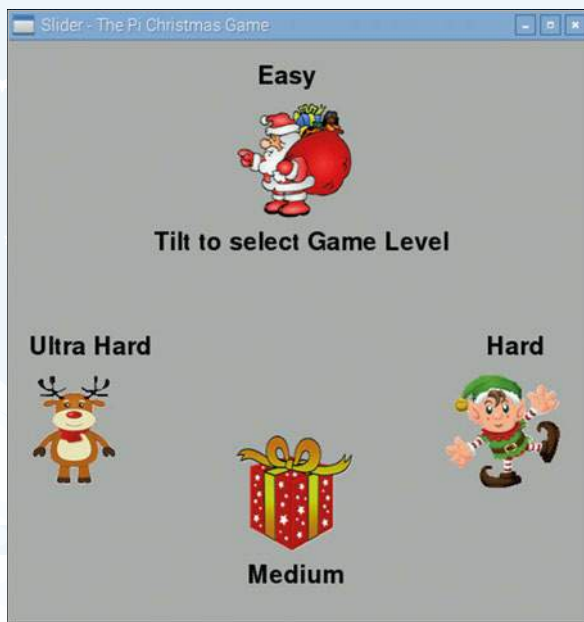 Slider - The Pi Christmas Game
Easy
Tilt to select Game Level
Ultra Hard
Hard
Medium